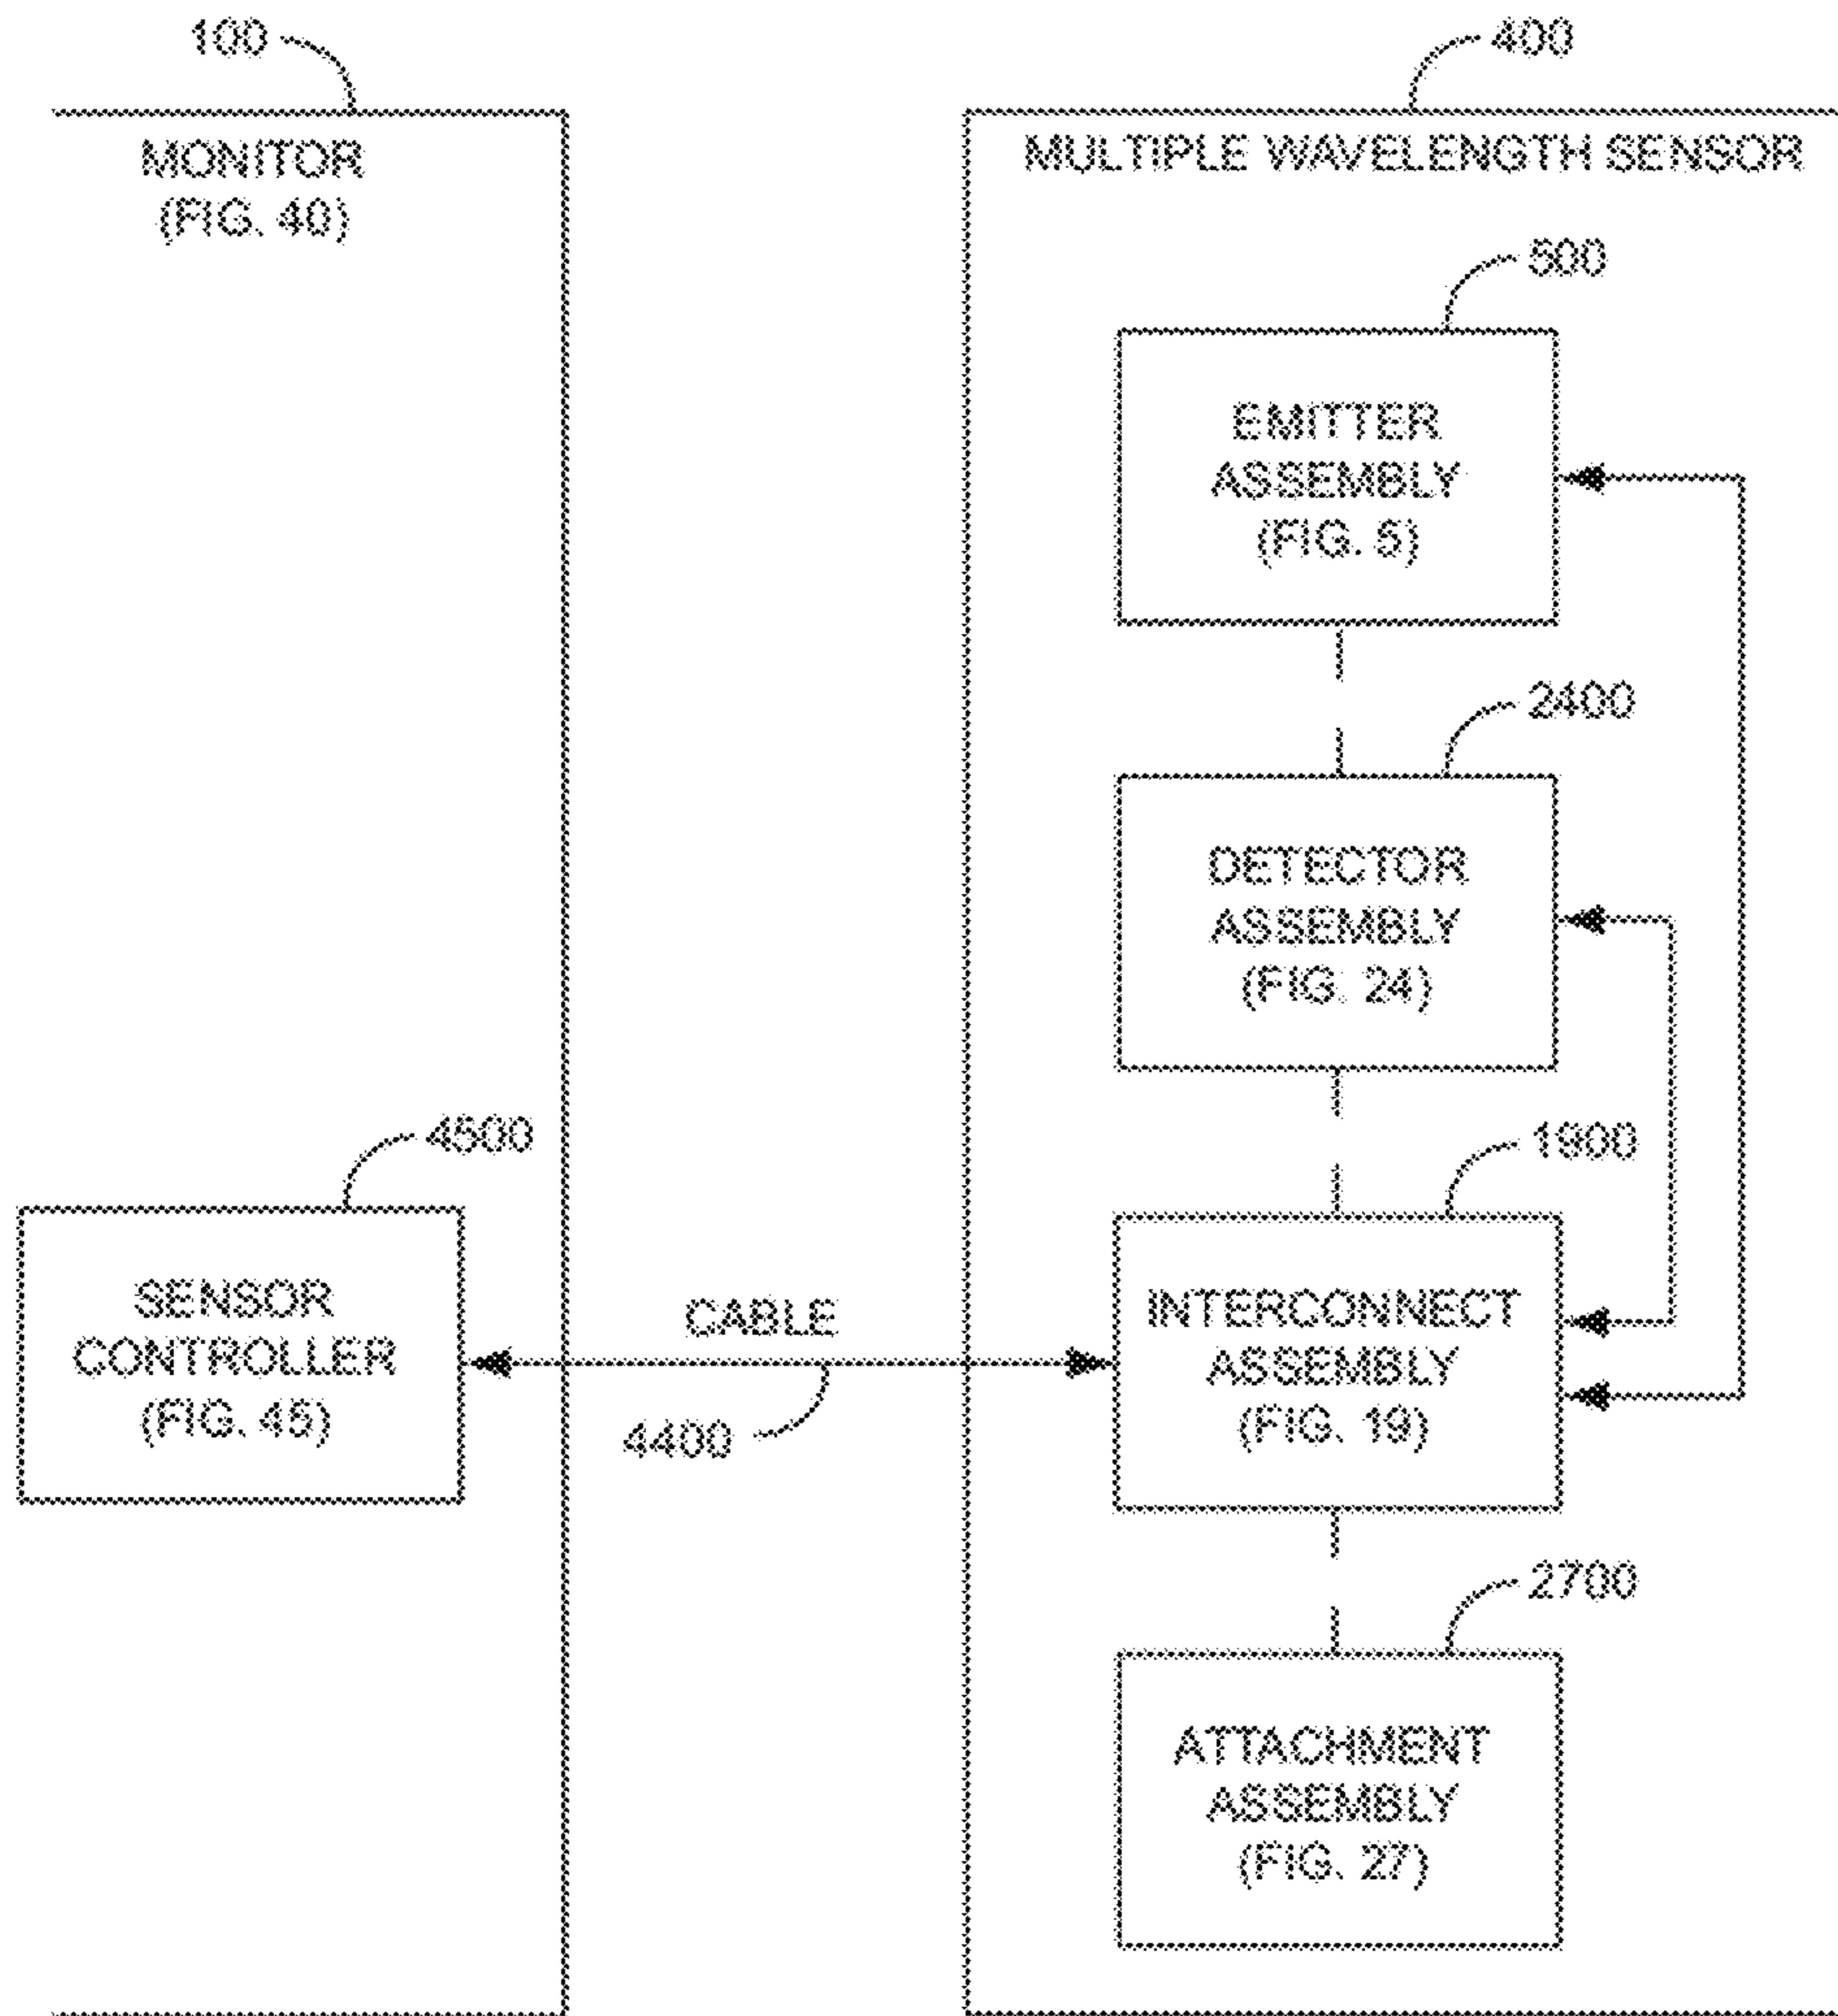 100
MONITOR
(FIG. 40)
400
MULTIPLE WAVELENGTH SENSOR
500
EMITTER
ASSEMBLY
(FIG. 5)
2400
DETECTOR
ASSEMBLY
(FIG. 24)
4500
SENSOR
CONTROLLER
(FIG. 45)
CABLE
4400
1900
INTERCONNECT
ASSEMBLY
(FIG. 19)
2700
ATTACHMENT
ASSEMBLY
(FIG. 27)